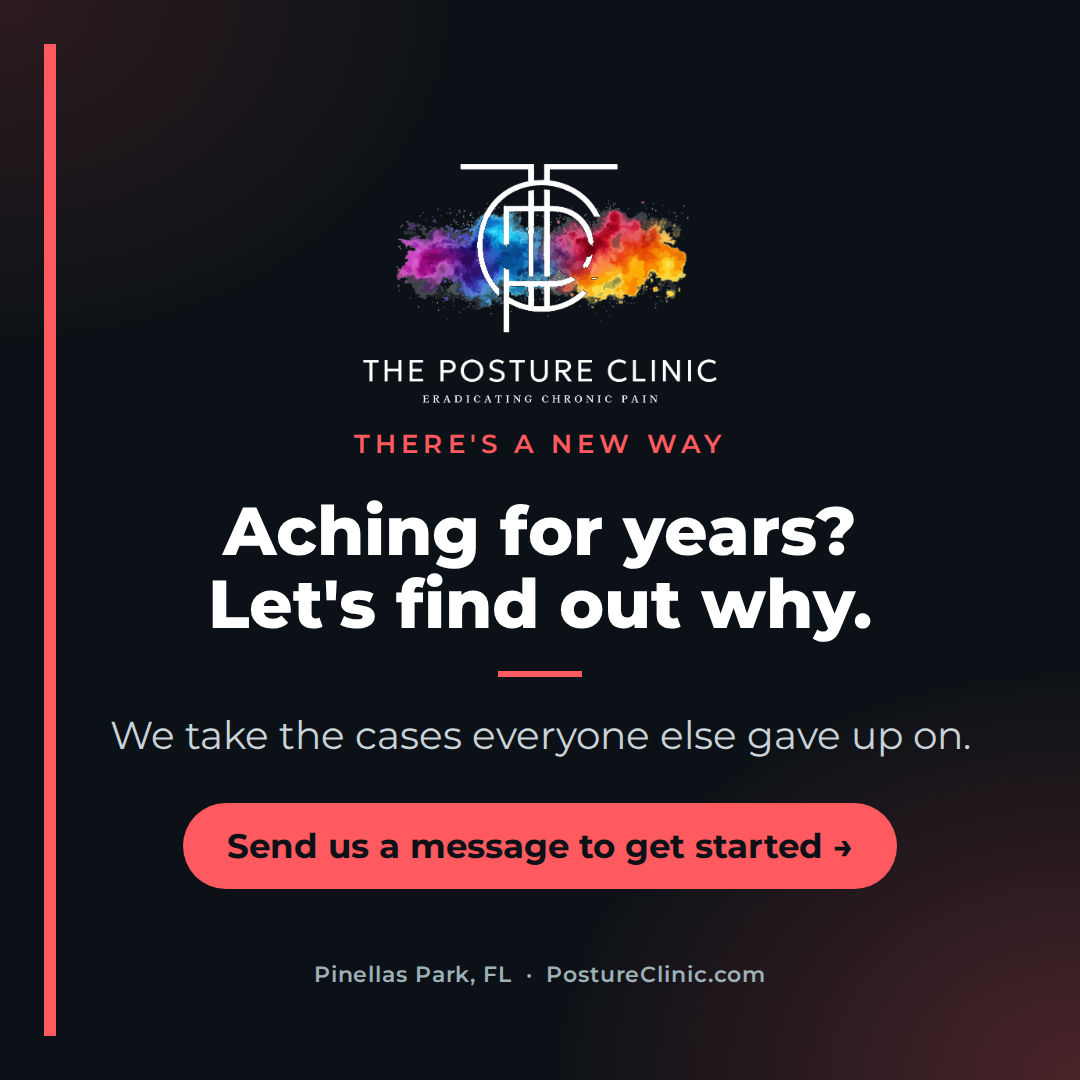 THE POSTURE CLINIC
ERADICATING CHRONIC PAIN
THERE'S A NEW WAY
Aching for years?
Let's find out why.
We take the cases everyone else gave up on.
Send us a message to get started →
Pinellas Park, FL · PostureClinic.com